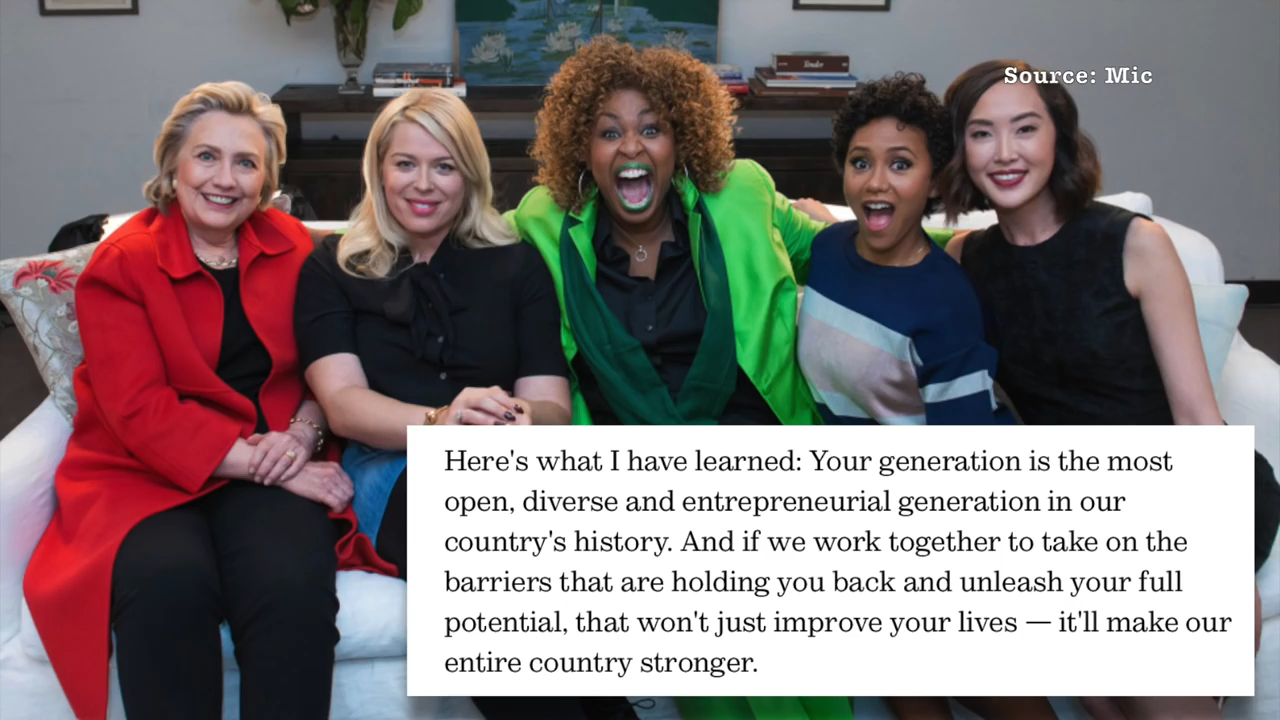 Tender
Source: Mic
Here's what I have learned: Your generation is the most
open, diverse and entrepreneurial generation in our
country's history. And if we work together to take on the
barriers that are holding you back and unleash your full
potential, that won't just improve your lives — it'll make our
entire country stronger.